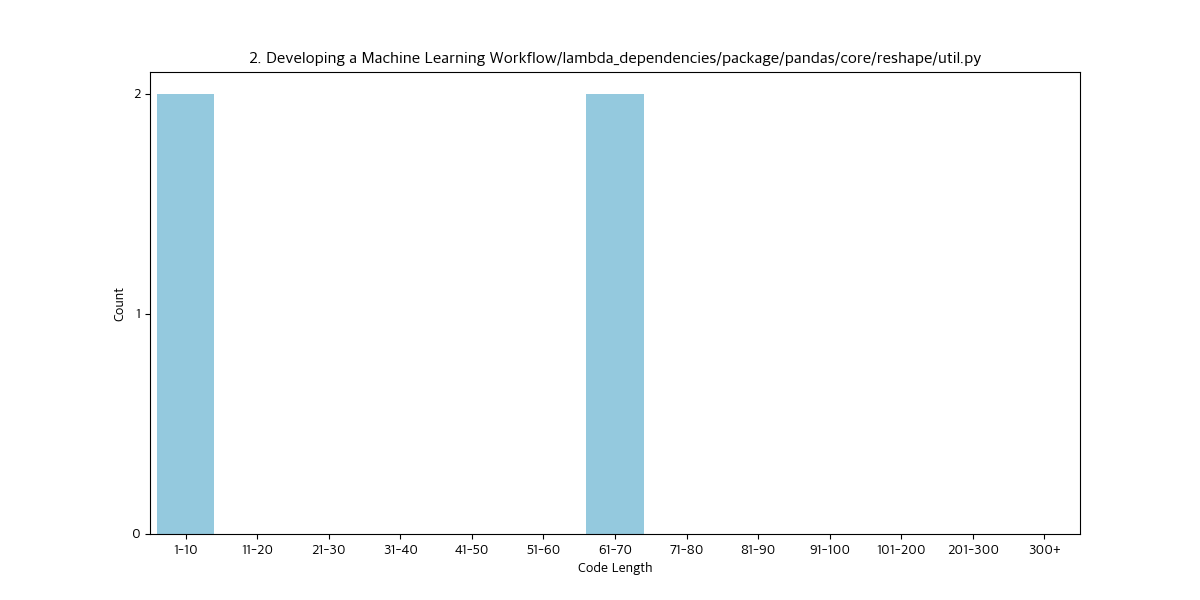 2. Developing a Machine Learning Workflow/lambda_dependencies/package/pandas/core/reshape/util.py
2
1
0
Count
1-10 11-20 21-30 31-40 41-50 51-60 61-70 71-80 81-90 91-100 101-200 201-300 300+
Code Length